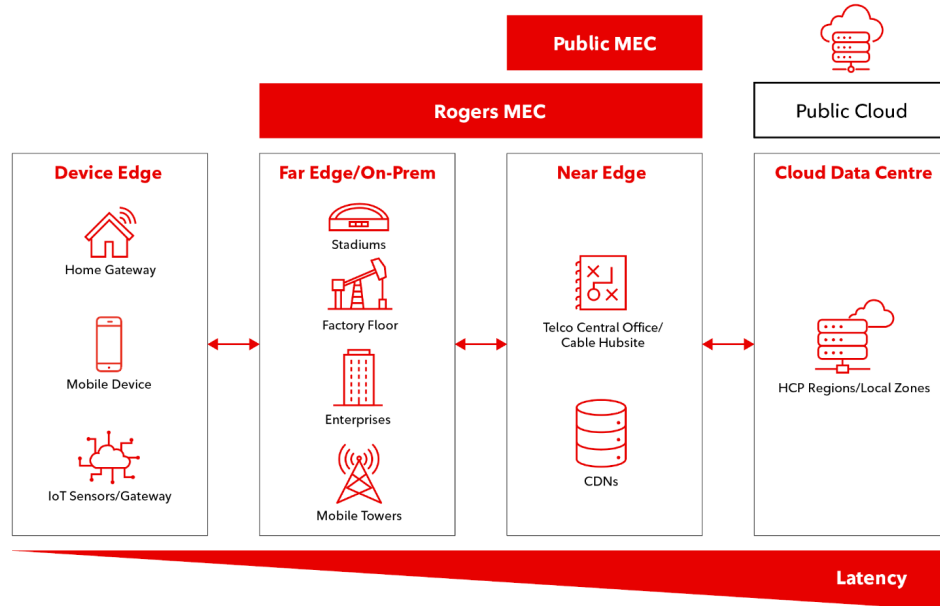 Public MEC
Rogers MEC
Public Cloud
Device Edge
Home Gateway
Mobile Device
IoT Sensors/Gateway
Far Edge/On-Prem
Stadiums
Factory Floor
Enterprises
Mobile Towers
Near Edge
Telco Central Office/
Cable Hubsite
CDNs
Cloud Data Centre
HCP Regions/Local Zones
Latency